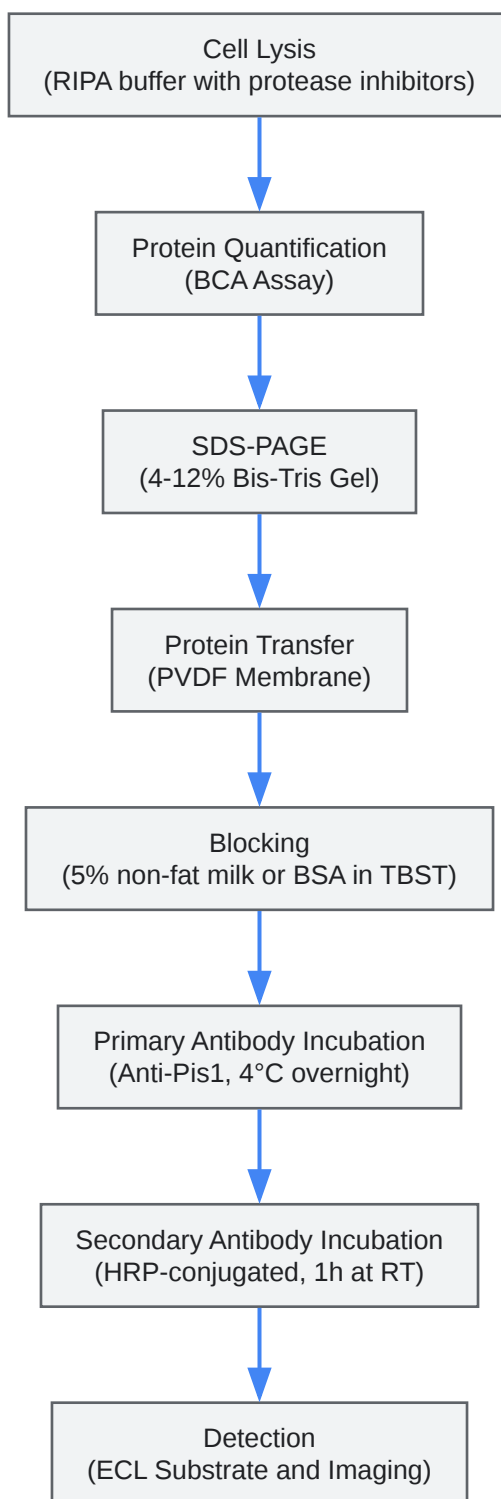 Cell Lysis
(RIPA buffer with protease inhibitors)
Protein Quantification
(BCA Assay)
SDS-PAGE
(4-12% Bis-Tris Gel)
Protein Transfer
(PVDF Membrane)
Blocking
(5% non-fat milk or BSA in TBST)
Primary Antibody Incubation
(Anti-Pis1, 4°C overnight)
Secondary Antibody Incubation
(HRP-conjugated, 1h at RT)
Detection
(ECL Substrate and Imaging)